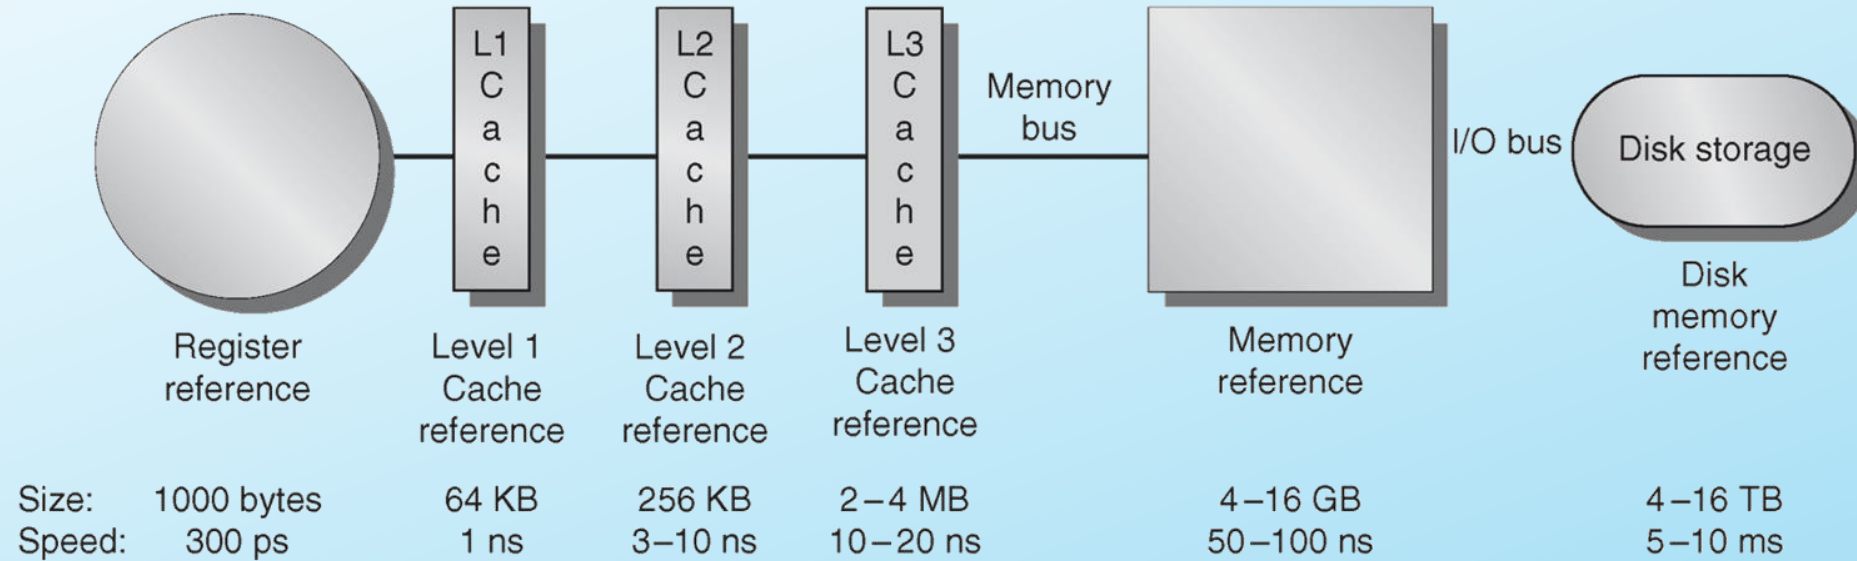 L1
C
a
c
h
e
L2
C
a
c
h
e
L3
C
a
c
h
e
Memory
bus
I/O bus
Disk storage
Register
reference
Level 1
Cache
reference
Level 2
Cache
reference
Level 3
Cache
reference
Memory
reference
Disk
memory
reference
Size: 1000 bytes 64 KB 256 KB 2–4 MB 4–16 GB 4–16 TB
Speed: 300 ps 1 ns 3–10 ns 10–20 ns 50–100 ns 5–10 ms